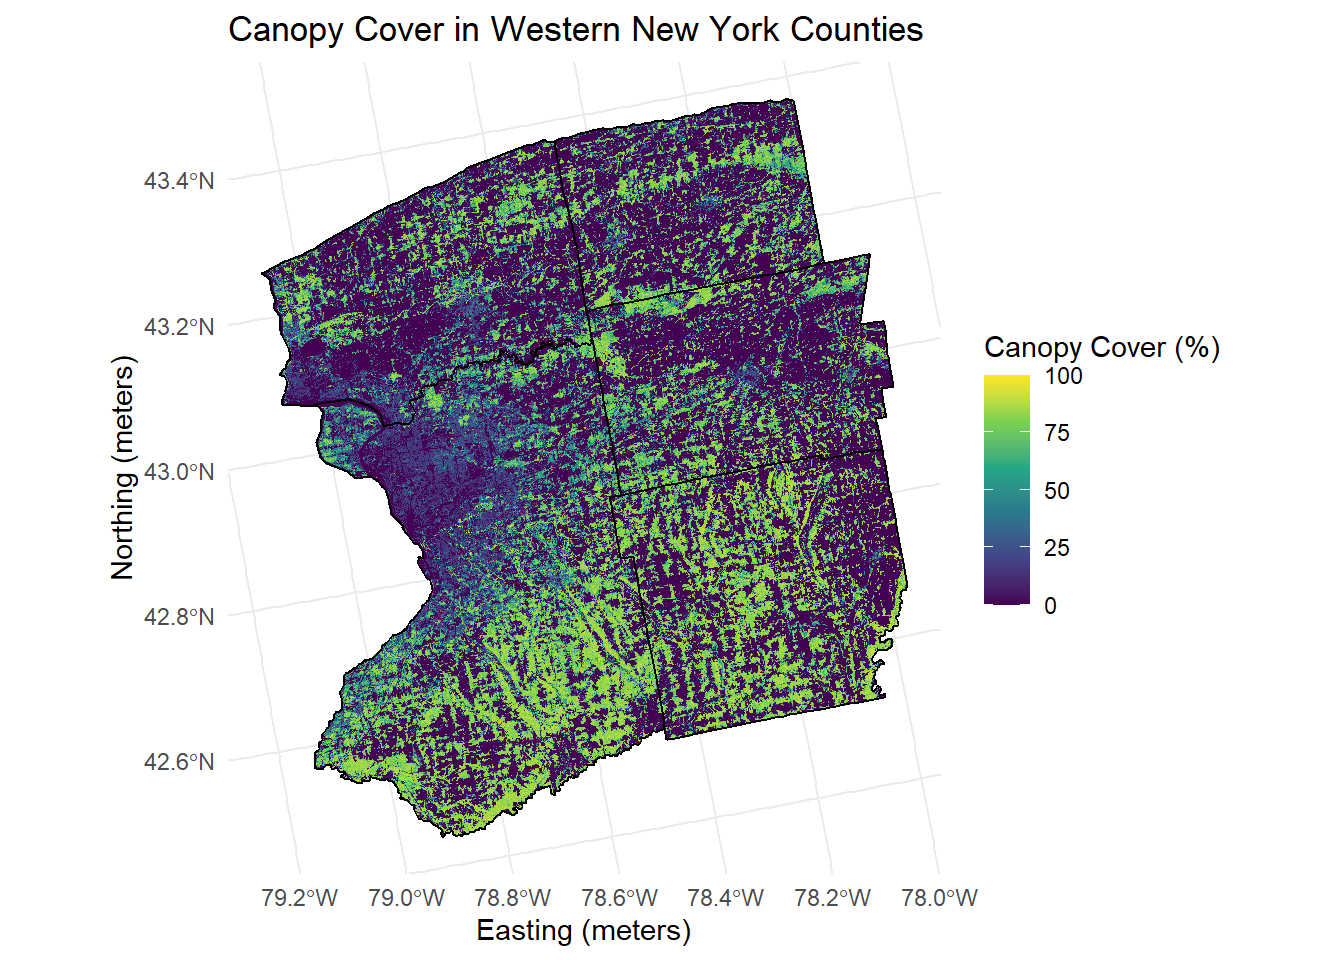 Canopy Cover in Western New York Counties
43.4°N
43.2°N
43.0°N
42.8°N
42.6°N
Northing (meters)
79.2°W 79.0°W 78.8°W 78.6°W 78.4°W 78.2°W 78.0°W
Easting (meters)
Canopy Cover (%)
100
75
50
25
0